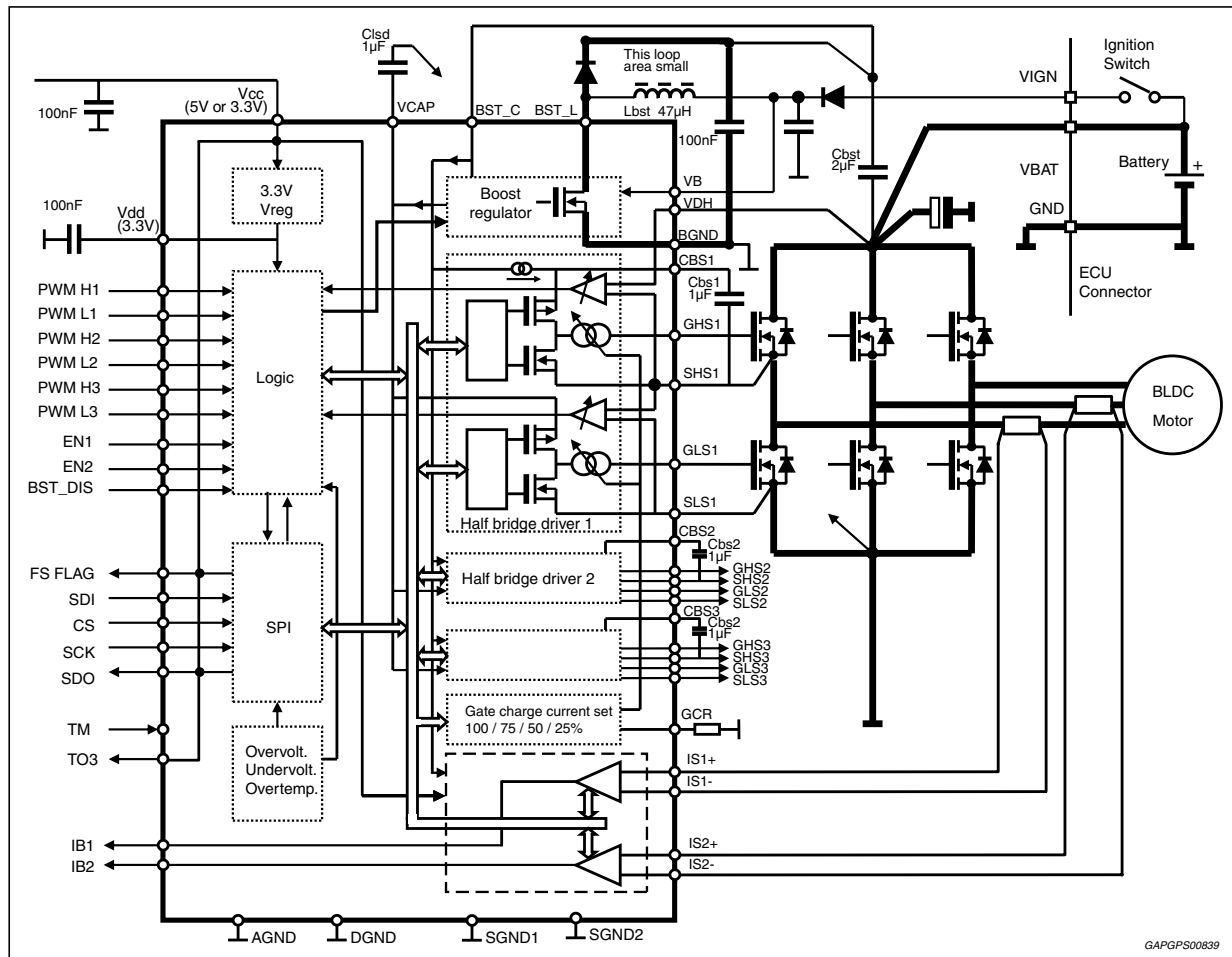 Clsd
1µF
This loop
area small
Ignition
Switch
VIGN
Vcc
(5V or 3.3V)
100nF
VCAP
BST_C
BST_L
Lbst 47µH
100nF
Cbst
2µF
VBAT
Battery
+
3.3V
Vreg
Boost
regulator
VB
VDH
GND
100nF
Vdd
(3.3V)
BGND
ECU
Connector
CBS1
Cbs1
1µF
PWM H1
PWM L1
PWM H2
PWM L2
PWM H3
PWM L3
EN1
EN2
BST_DIS
Logic
GHS1
SHS1
BLDC
Motor
GLS1
SLS1
Half bridge driver 1
CBS2
Cbs2
1µF
Half bridge driver 2
GHS2
SHS2
GLS2
SLS2
FS FLAG
SDI
CS
SCK
SDO
SPI
CBS3
Cbs2
1µF
GHS3
SHS3
GLS3
SLS3
Gate charge current set
100 / 75 / 50 / 25%
GCR
TM
TO3
Overvolt.
Undervolt.
Overtemp.
IS1+
IS1-
IB1
IB2
IS2+
IS2-
AGND
DGND
SGND1
SGND2
GAPGPS00839